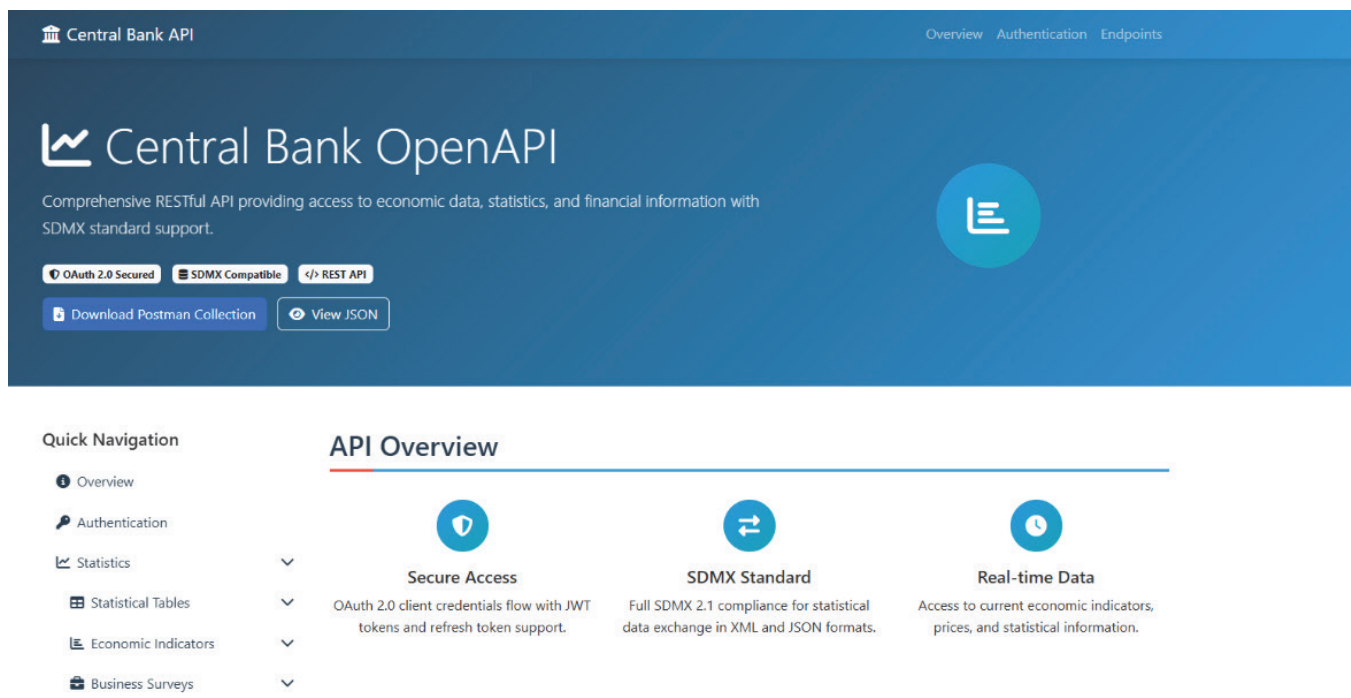 Central Bank API
Overview Authentication Endpoints
Central Bank OpenAPI
Comprehensive RESTful API providing access to economic data, statistics, and financial information with
SDMX standard support.
OAuth 2.0 Secured SDMX Compatible </> REST API
Download Postman Collection View JSON
Quick Navigation
Overview
Authentication
Statistics
Statistical Tables
Economic Indicators
Business Surveys
API Overview
Secure Access
OAuth 2.0 client credentials flow with JWT
tokens and refresh token support.
SDMX Standard
Full SDMX 2.1 compliance for statistical
data exchange in XML and JSON formats.
Real-time Data
Access to current economic indicators,
prices, and statistical information.